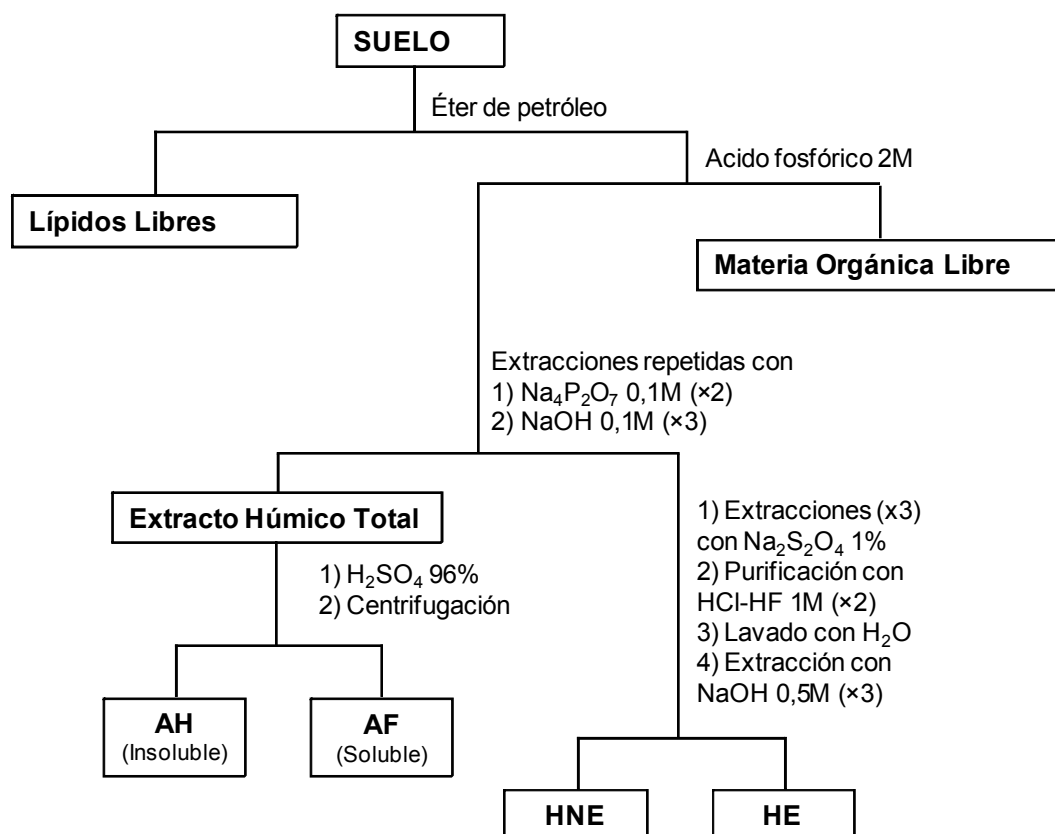 SUELO
Éter de petróleo
Acido fosfórico 2M
Lípidos Libres
Materia Orgánica Libre
Extracciones repetidas con
1) Na₄P₂O₇ 0,1M (×2)
2) NaOH 0,1M (×3)
Extracto Húmico Total
1) H₂SO₄ 96%
2) Centrifugación
1) Extracciones (x3)
con Na₂S₂O₄ 1%
2) Purificación con
HCl-HF 1M (×2)
3) Lavado con H₂O
4) Extracción con
NaOH 0,5M (×3)
AH
(Insoluble)
AF
(Soluble)
HNE
HE